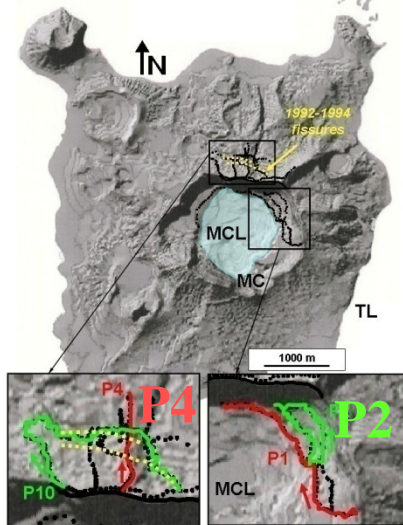 N
1992-1994
fissures
MCL
MC
TL
1000 m
P4
P4
P10
P2
P1
MCL